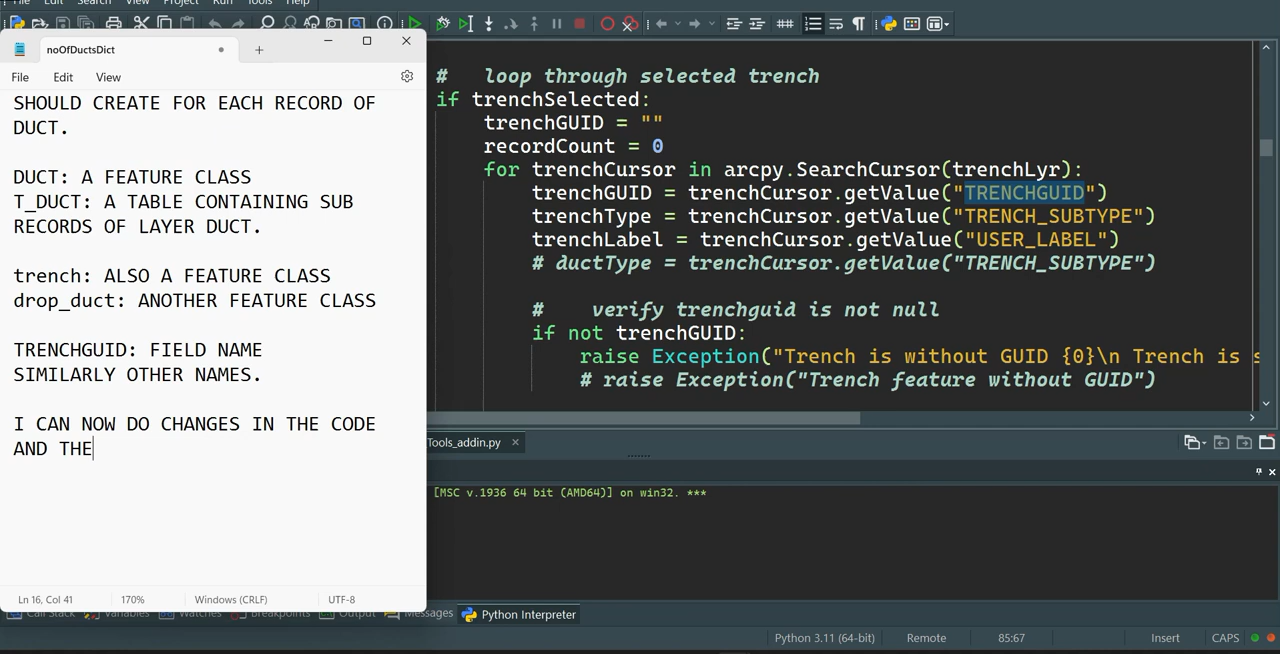 File Edit Search View Project Run Tools Help
noOfDuctsDict
File Edit View
SHOULD CREATE FOR EACH RECORD OF
DUCT.
DUCT: A FEATURE CLASS
T_DUCT: A TABLE CONTAINING SUB
RECORDS OF LAYER DUCT.
trench: ALSO A FEATURE CLASS
drop_duct: ANOTHER FEATURE CLASS
TRENCHGUID: FIELD NAME
SIMILARLY OTHER NAMES.
I CAN NOW DO CHANGES IN THE CODE
AND THE
Ln 16, Col 41 170% Windows (CRLF) UTF-8
# loop through selected trench
if trenchSelected:
trenchGUID = ""
recordCount = 0
for trenchCursor in arcpy.SearchCursor(trenchLyr):
trenchGUID = trenchCursor.getValue("TRENCHGUID")
trenchType = trenchCursor.getValue("TRENCH_SUBTYPE")
trenchLabel = trenchCursor.getValue("USER_LABEL")
# ductType = trenchCursor.getValue("TRENCH_SUBTYPE")
# verify trenchguid is not null
if not trenchGUID:
raise Exception("Trench is without GUID {0}\n Trench is s
# raise Exception("Trench feature without GUID")
Tools_addin.py
[MSC v.1936 64 bit (AMD64)] on win32. ***
Call Stack Variables Watches Breakpoints Output Messages Python Interpreter
Python 3.11 (64-bit) Remote 85:67 Insert CAPS